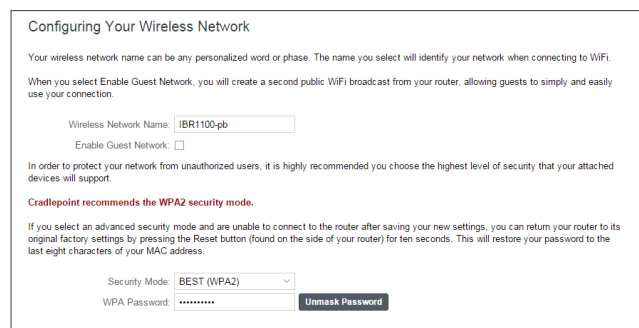 Configuring Your Wireless Network
Your wireless network name can be any personalized word or phase. The name you select will identify your network when connecting to WiFi.
When you select Enable Guest Network, you will create a second public WiFi broadcast from your router, allowing guests to simply and easily
use your connection.
Wireless Network Name: IBR1100-pb
Enable Guest Network:
In order to protect your network from unauthorized users, it is highly recommended you choose the highest level of security that your attached
devices will support.
Cradlepoint recommends the WPA2 security mode.
If you select an advanced security mode and are unable to connect to the router after saving your new settings, you can return your router to its
original factory settings by pressing the Reset button (found on the side of your router) for ten seconds. This will restore your password to the
last eight characters of your MAC address.
Security Mode: BEST (WPA2)
WPA Password: •••••••••• Unmask Password